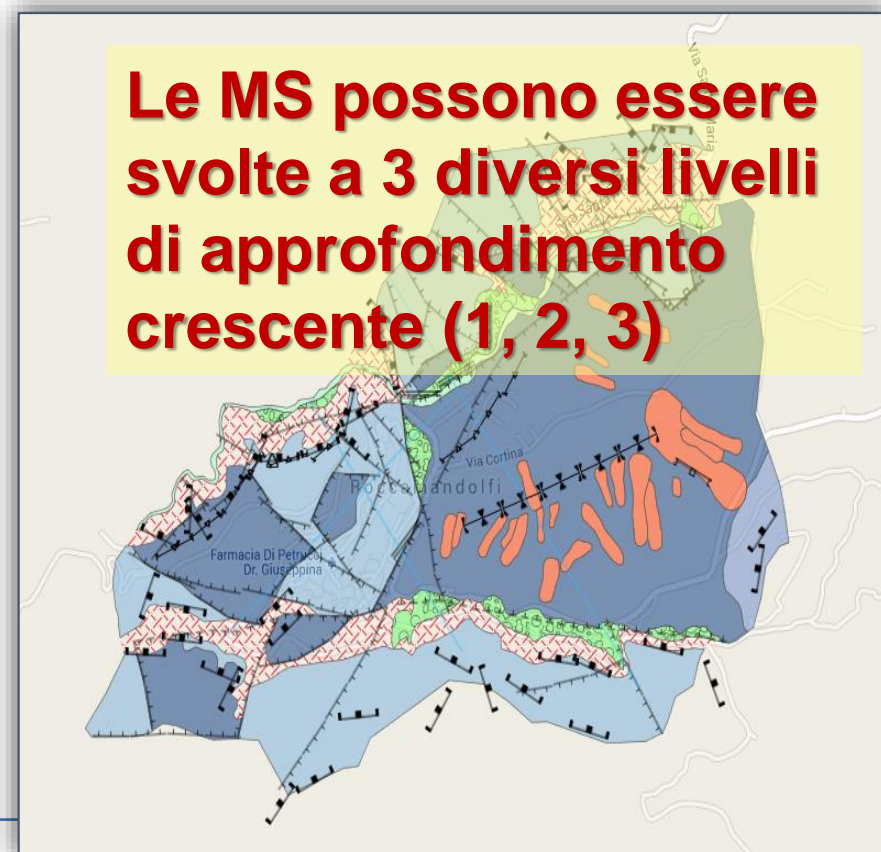 Le MS possono essere
svolte a 3 diversi livelli
di approfondimento
crescente (1, 2, 3)
Via Cortina
Roccamandolfi
Farmacia Di Petrucci
Dr. Giuseppina